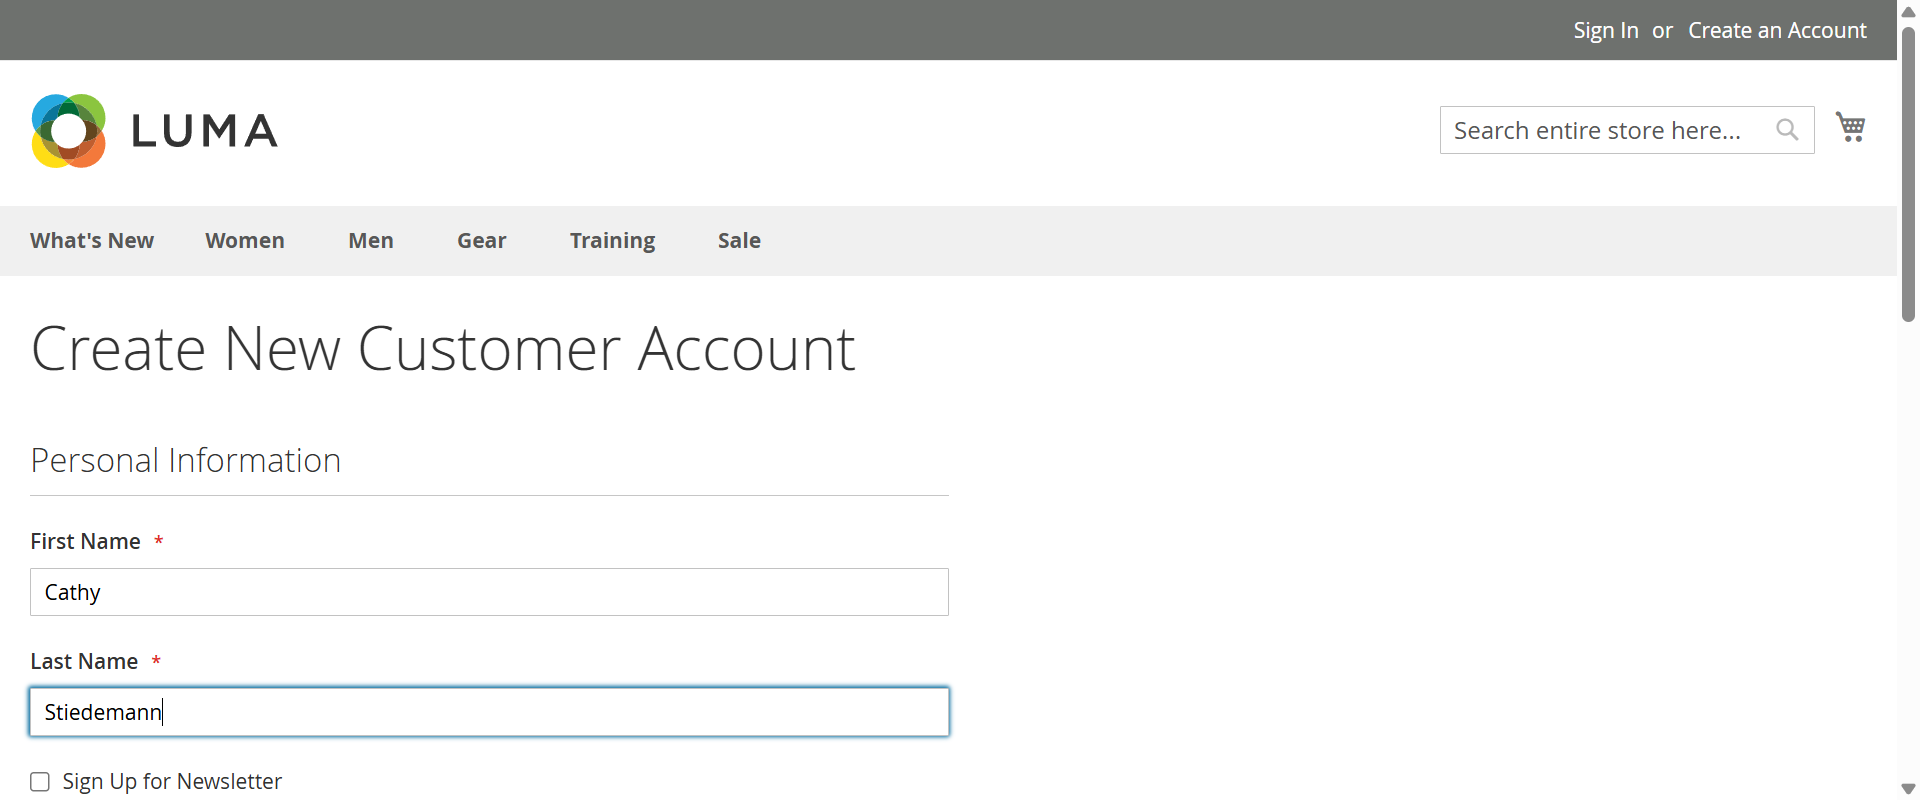 Sign In or Create an Account
LUMA
Search entire store here...
What's New Women Men Gear Training Sale
Create New Customer Account
Personal Information
First Name *
Cathy
Last Name *
Stiedemann
Sign Up for Newsletter